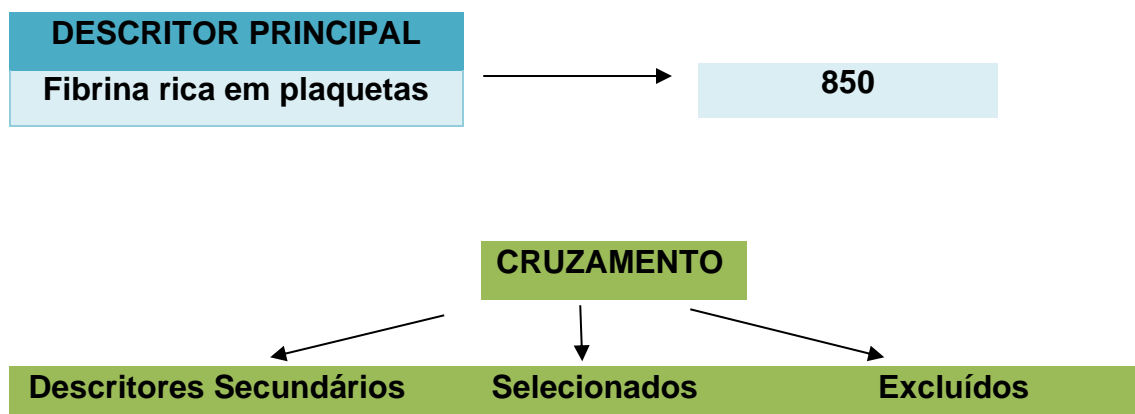 DESCRITOR PRINCIPAL
Fibrina rica em plaquetas
850
CRUZAMENTO
Descritores Secundários
Selecionados
Excluídos